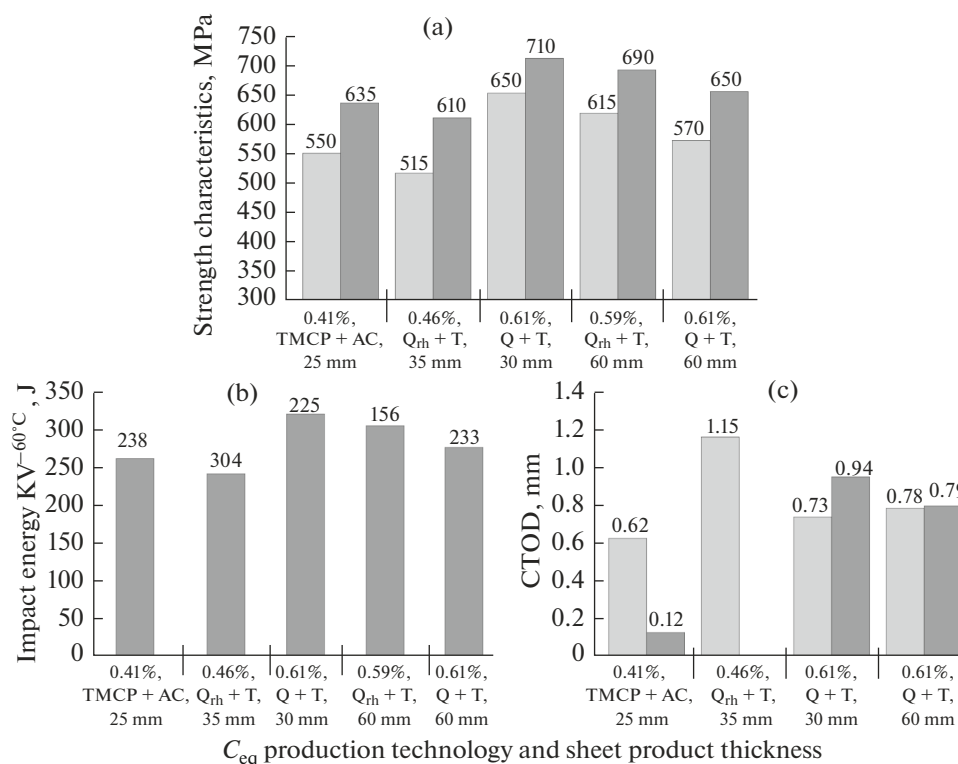 (a)
Strength characteristics, MPa
750
700
650
600
550
500
450
400
350
300
550 635
515 610
650 710
615 690
570 650
0.41%, 0.46%, 0.61%, 0.59%, 0.61%,
TMCP + AC, Qrh + T, Q + T, Qrh + T, Q + T,
25 mm 35 mm 30 mm 60 mm 60 mm
(b)
Impact energy KV–60°C, J
350
300
250
200
150
100
50
0
238 304 225 156 233
0.41%, 0.46%, 0.61%, 0.59%, 0.61%,
TMCP + AC, Qrh + T, Q + T, Qrh + T, Q + T,
25 mm 35 mm 30 mm 60 mm 60 mm
(c)
CTOD, mm
1.4
1.2
1.0
0.8
0.6
0.4
0.2
0
0.62 0.12
1.15
0.73 0.94
0.78 0.79
0.41%, 0.46%, 0.61%, 0.61%,
TMCP + AC, Qrh + T, Q + T, Q + T,
25 mm 35 mm 30 mm 60 mm
Ceq production technology and sheet product thickness